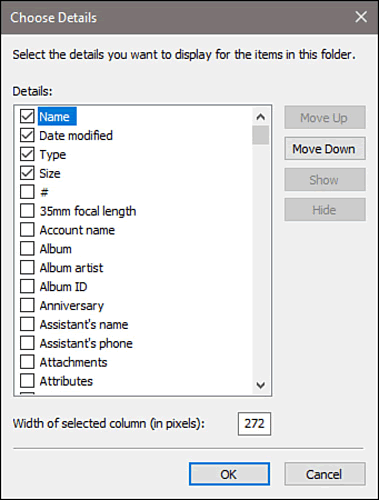 Choose Details
Select the details you want to display for the items in this folder.
Details:
Name
Date modified
Type
Size
#
35mm focal length
Account name
Album
Album artist
Album ID
Anniversary
Assistant's name
Assistant's phone
Attachments
Attributes
Move Up
Move Down
Show
Hide
Width of selected column (in pixels): 272
OK Cancel